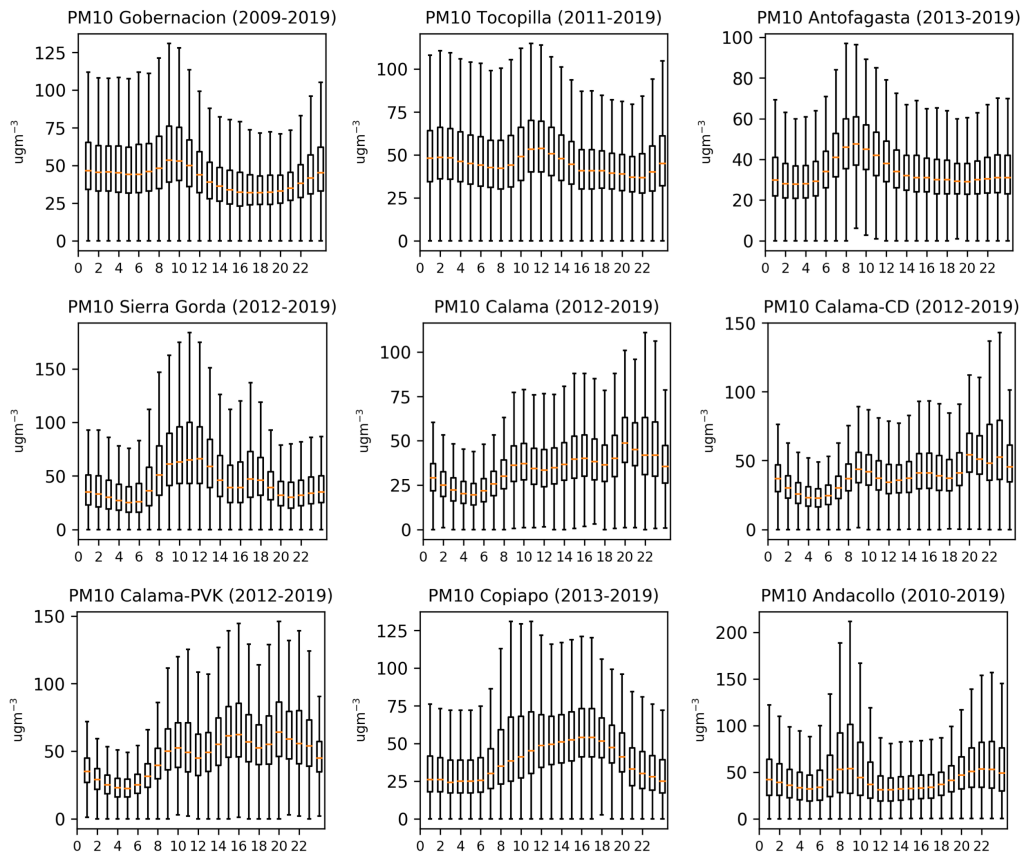 PM10 Gobernacion (2009-2019) PM10 Tocopilla (2011-2019) PM10 Antofagasta (2013-2019)
ugm⁻³
125
100
75
50
25
0
0 2 4 6 8 10 12 14 16 18 20 22
ugm⁻³
100
75
50
25
0
0 2 4 6 8 10 12 14 16 18 20 22
ugm⁻³
100
80
60
40
20
0
0 2 4 6 8 10 12 14 16 18 20 22
PM10 Sierra Gorda (2012-2019) PM10 Calama (2012-2019) PM10 Calama-CD (2012-2019)
ugm⁻³
150
100
50
0
0 2 4 6 8 10 12 14 16 18 20 22
ugm⁻³
100
75
50
25
0
0 2 4 6 8 10 12 14 16 18 20 22
ugm⁻³
150
100
50
0
0 2 4 6 8 10 12 14 16 18 20 22
PM10 Calama-PVK (2012-2019) PM10 Copiapo (2013-2019) PM10 Andacollo (2010-2019)
ugm⁻³
150
100
50
0
0 2 4 6 8 10 12 14 16 18 20 22
ugm⁻³
125
100
75
50
25
0
0 2 4 6 8 10 12 14 16 18 20 22
ugm⁻³
200
150
100
50
0
0 2 4 6 8 10 12 14 16 18 20 22